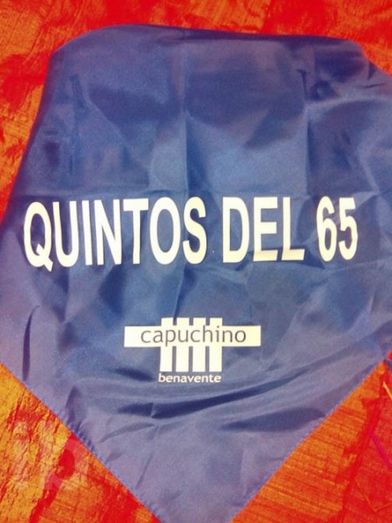 QUINTOS DEL 65
capuchino
benavente